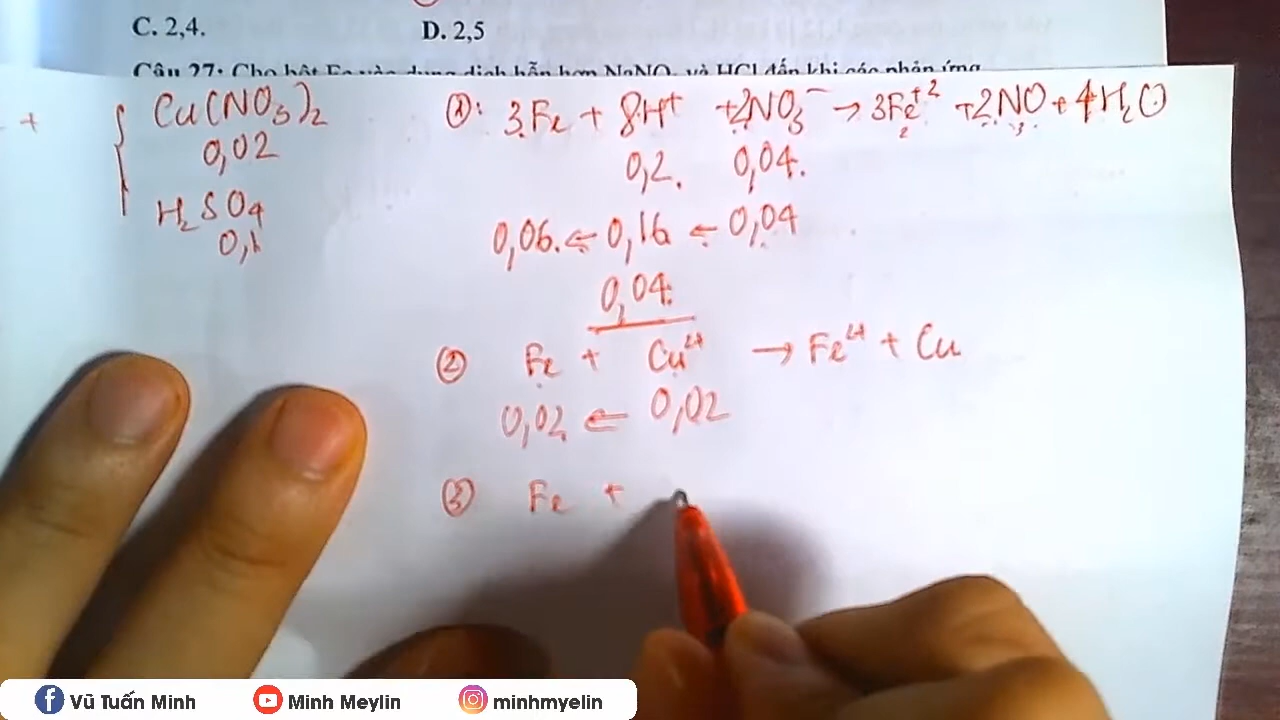 C. 2,4. D. 2,5
Câu 27: Cho bột Fe vào dung dịch hỗn hợp NaNO₃ và HCl đến khi các phản ứng
+ { Cu(NO₃)₂
0,02
H₂SO₄
0,1
①: 3Fe + 8H⁺ + 2NO₃⁻ → 3Fe⁺² + 2NO + 4H₂O
0,2. 0,04.
0,06. ← 0,16 ← 0,04
0,04.
② Fe + Cu²⁺ → Fe²⁺ + Cu
0,02 ← 0,02
③ Fe +
Vũ Tuấn Minh Minh Meylin minhmyelin